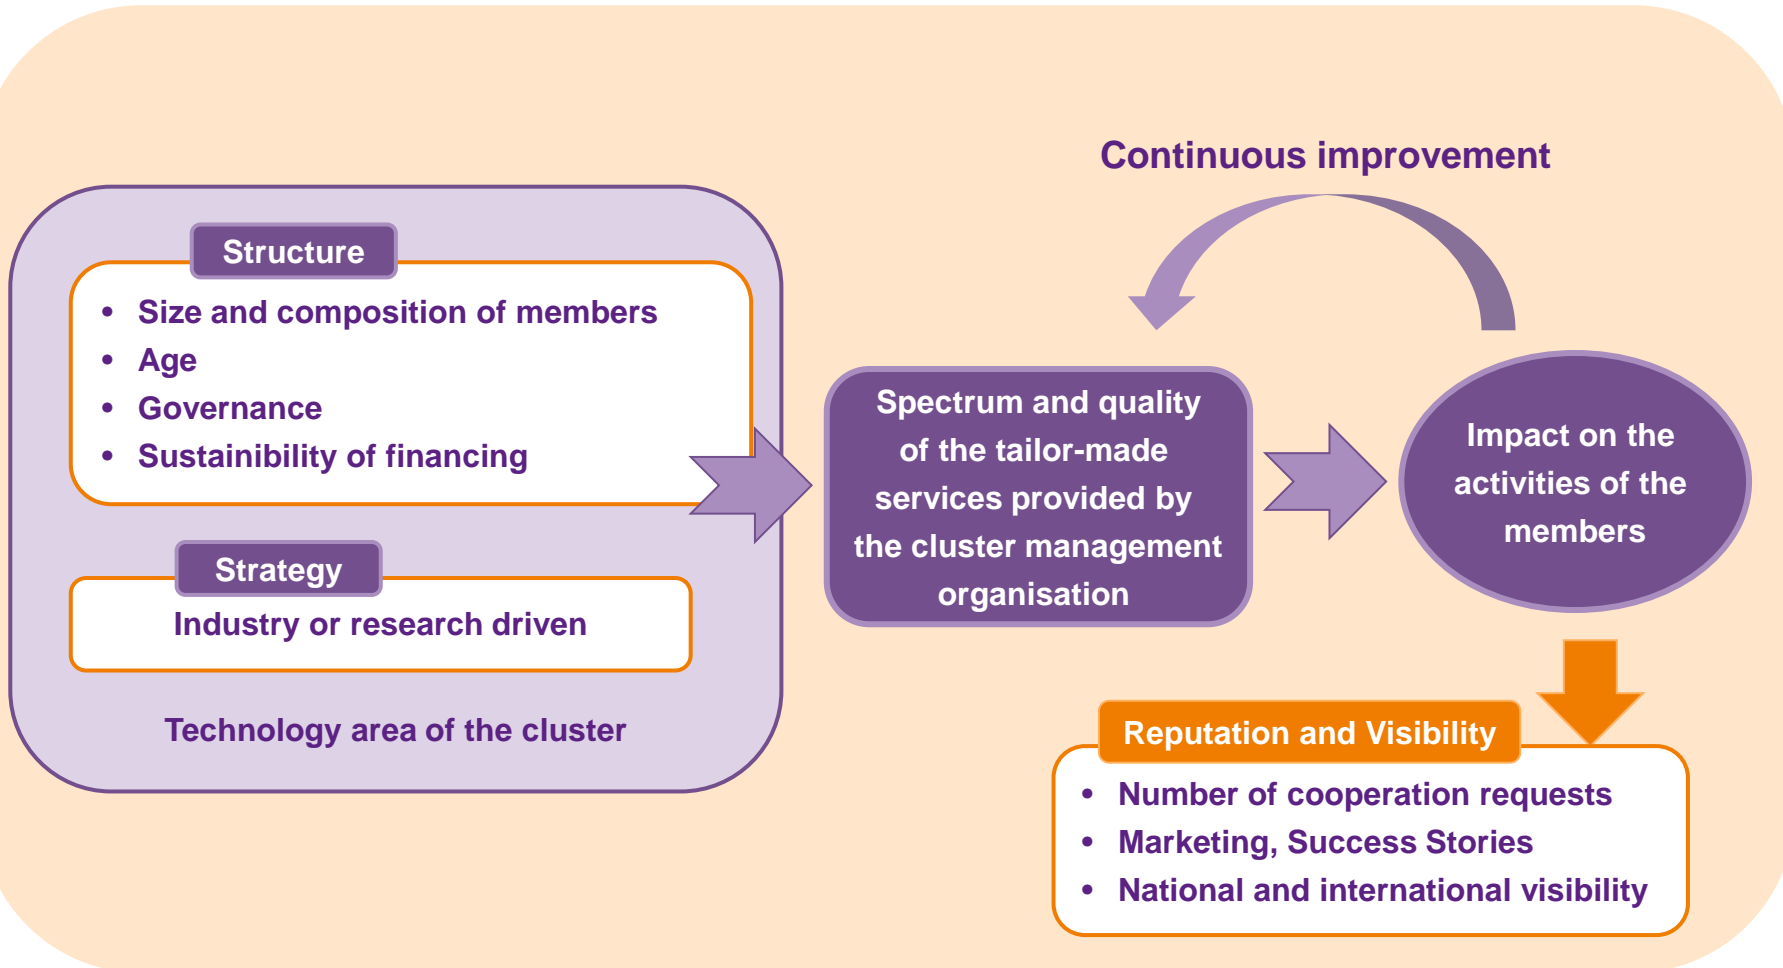 Continuous improvement
Structure
• Size and composition of members
• Age
• Governance
• Sustainibility of financing
Strategy
Industry or research driven
Technology area of the cluster
Spectrum and quality
of the tailor-made
services provided by
the cluster management
organisation
Impact on the
activities of the
members
Reputation and Visibility
• Number of cooperation requests
• Marketing, Success Stories
• National and international visibility